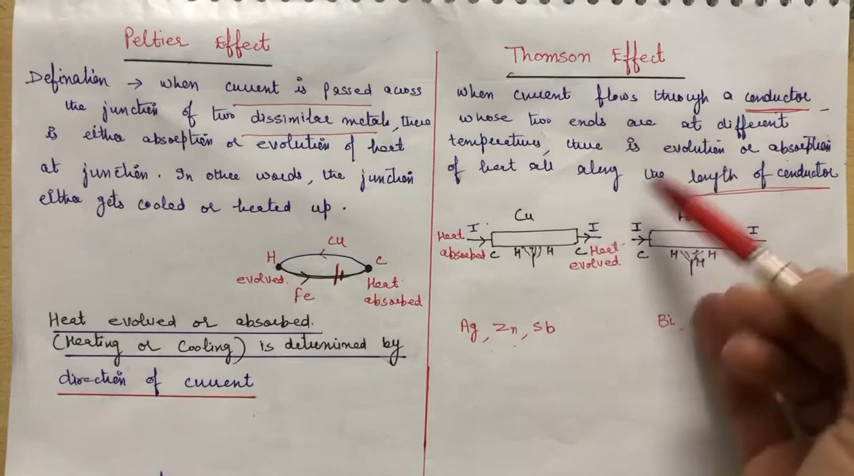 Peltier Effect
Defination → when current is passed across
the junction of two dissimilar metals, there
is either absorption or evolution of heat
at junction. In other words, the junction
either gets cooled or heated up.
Cu
H
C
evolved
Heat
absorbed
Fe
Heat evolved or absorbed.
(Heating or Cooling) is determined by
direction of current
Thomson Effect
when current flows through a conductor
whose two ends are at different
temperatures, there is evolution or absorption
of heat all along the length of conductor
Cu
Heat
absorbed
I
I
C
H
H
C
Heat
evolved
I
I
C
H
H
H
Ag, Zn, Sb
Bi,